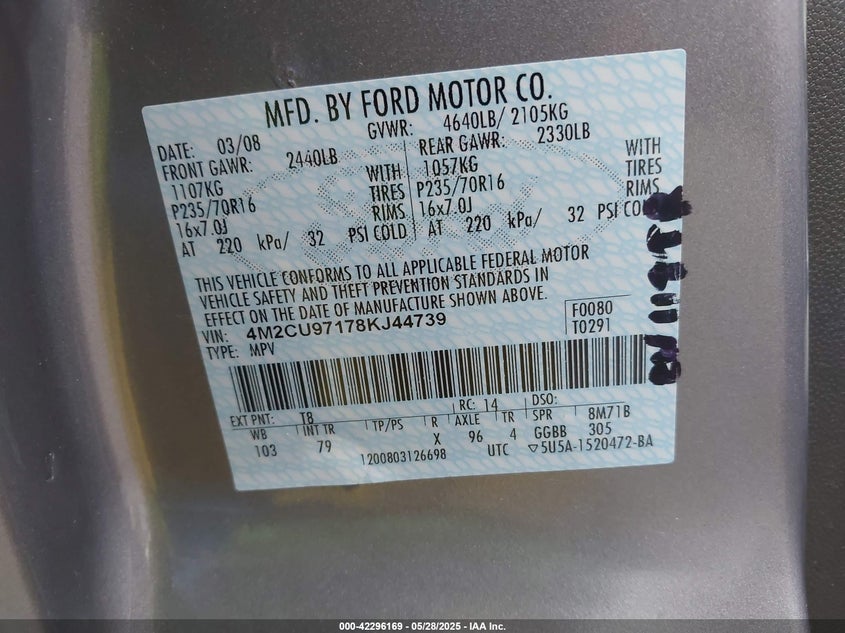 MFD. BY FORD MOTOR CO.
DATE: 03/08 GVWR: 4640LB/ 2105KG
FRONT GAWR: 2440LB REAR GAWR: 2330LB
1107KG WITH 1057KG WITH
P235/70R16 TIRES P235/70R16 TIRES
16x7.0J RIMS 16x7.0J RIMS
AT 220 kPa/ 32 PSI COLD AT 220 kPa/ 32 PSI COLD
THIS VEHICLE CONFORMS TO ALL APPLICABLE FEDERAL MOTOR
VEHICLE SAFETY AND THEFT PREVENTION STANDARDS IN
EFFECT ON THE DATE OF MANUFACTURE SHOWN ABOVE.
VIN: 4M2CU97178KJ44739 F0080
TYPE: MPV T0291
EXT PNT: T8 RC: 14 DSO:
WB INT TR TP/PS R AXLE TR SPR 8M71B
103 79 X 96 4 GGBB 305
1200803126698 UTC ▽5U5A-1520472-BA
000-42296169 — 05/28/2025 — IAA Inc.